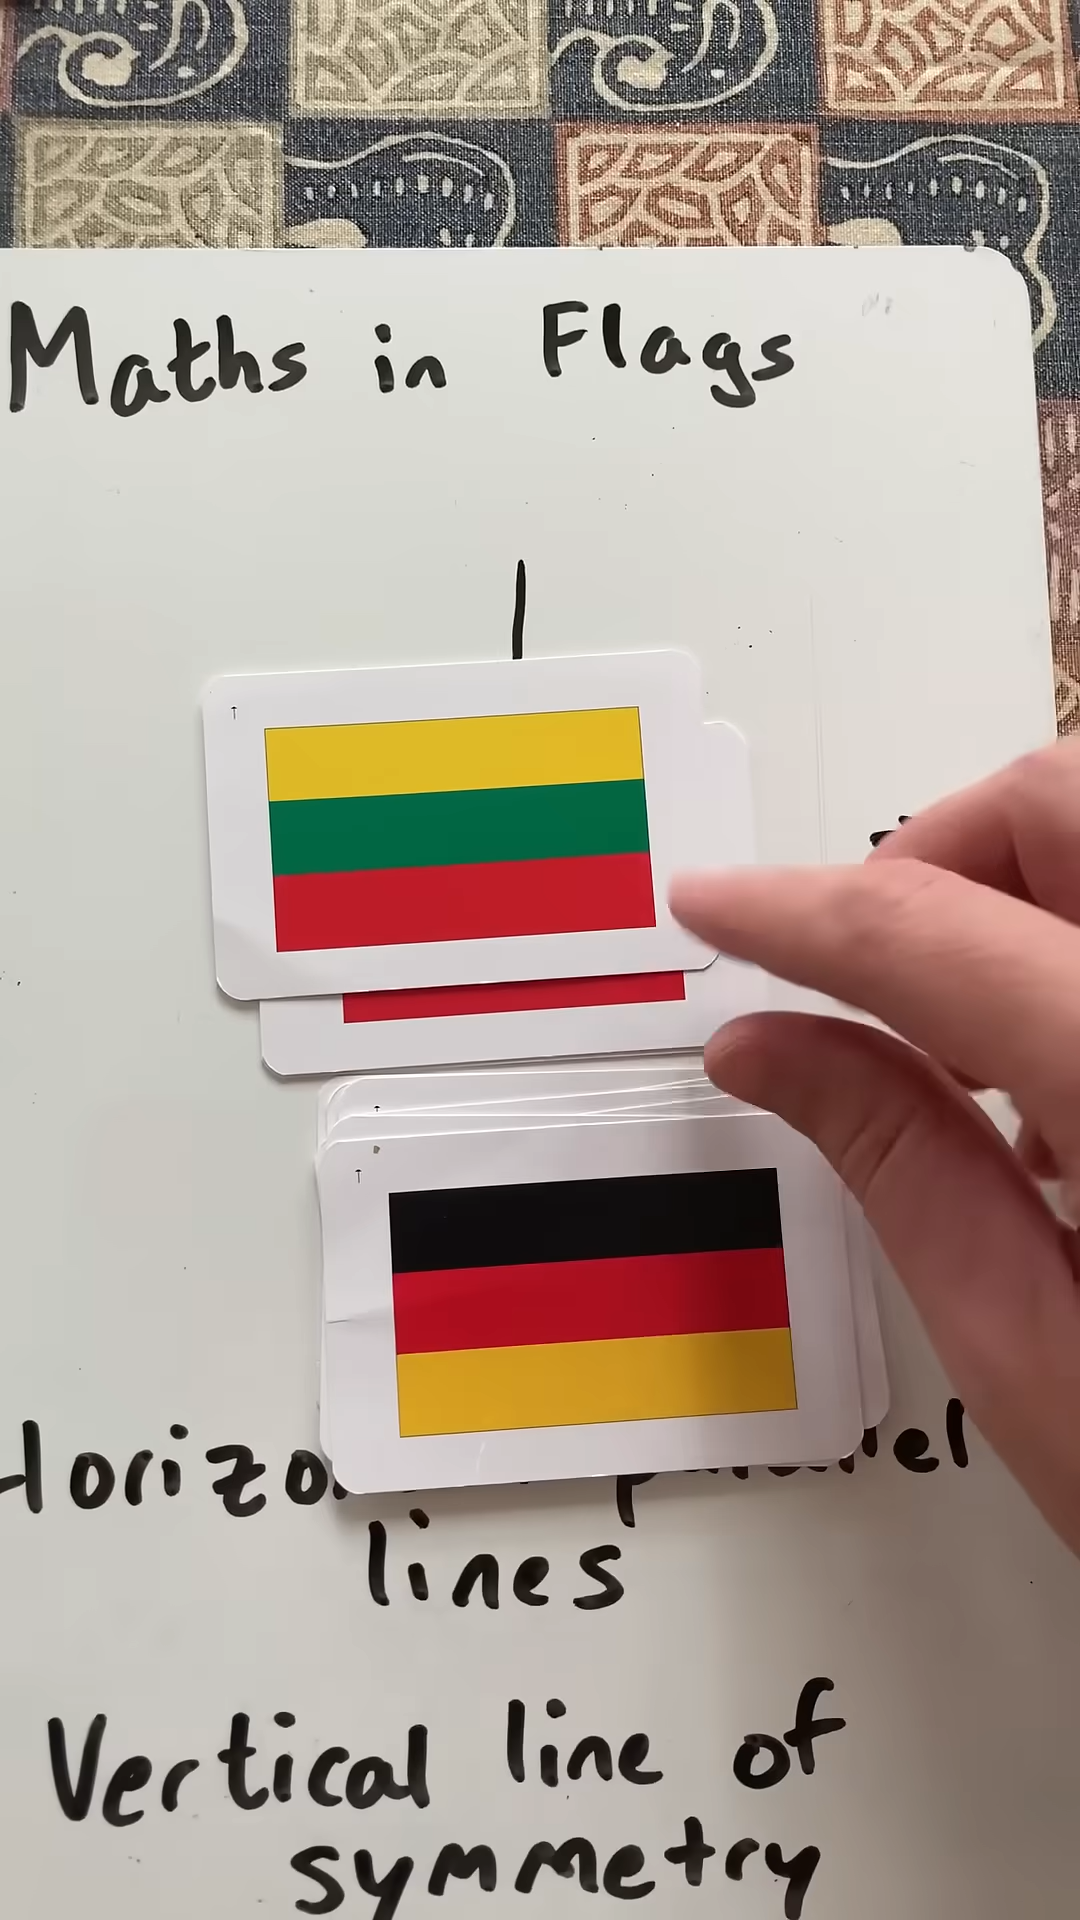 Maths in Flags
lines
Vertical line of
symmetry